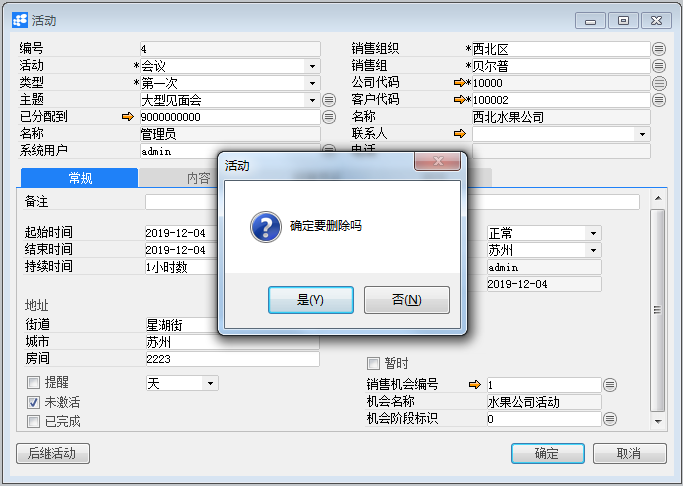 活动
编号 4
活动 *会议
类型 *第一次
主题 大型见面会
已分配到 9000000000
名称 管理员
系统用户 admin
销售组织 *西北区
销售组 *贝尔普
公司代码 *10000
客户代码 *100002
名称 西北水果公司
联系人
电话
常规 内容
备注
起始时间 2019-12-04
结束时间 2019-12-04
持续时间 1小时数
正常
苏州
admin
2019-12-04
地址
街道 星湖街
城市 苏州
房间 2223
提醒 天
未激活
已完成
暂时
销售机会编号 1
机会名称 水果公司活动
机会阶段标识 0
后继活动 确定 取消
活动
确定要删除吗
是(Y) 否(N)